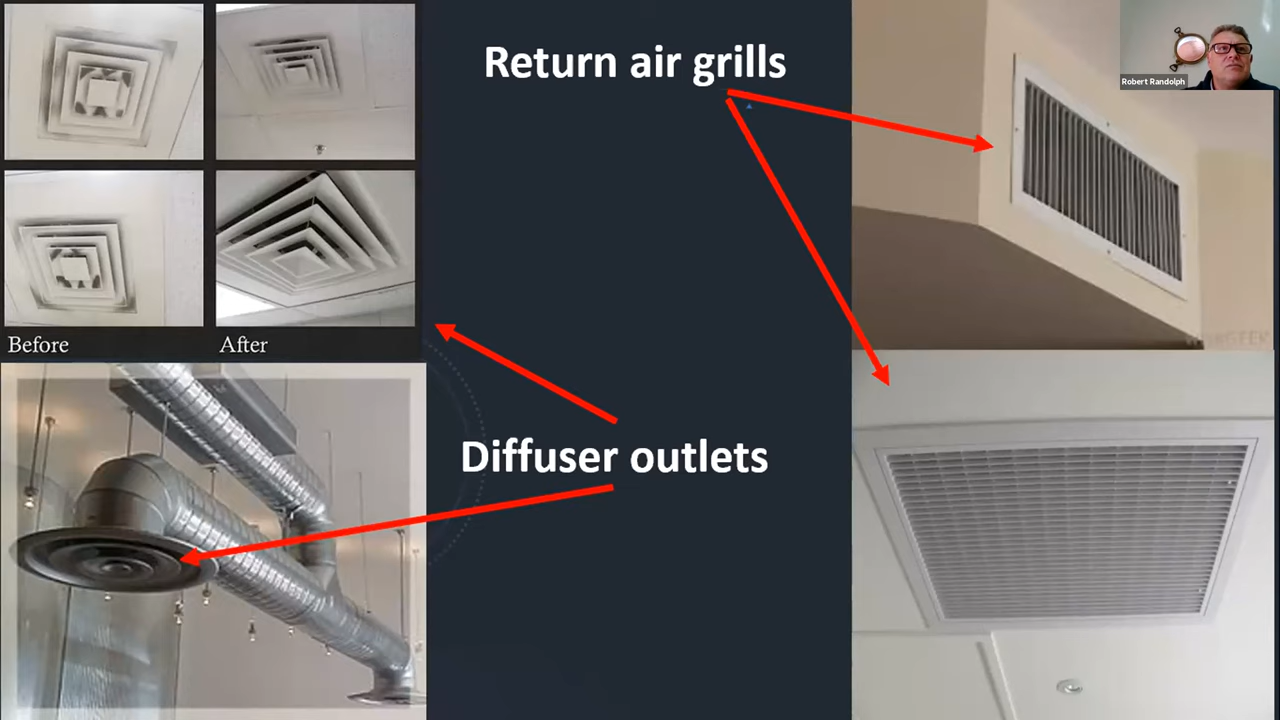 Return air grills
Robert Randolph
Before
After
Diffuser outlets